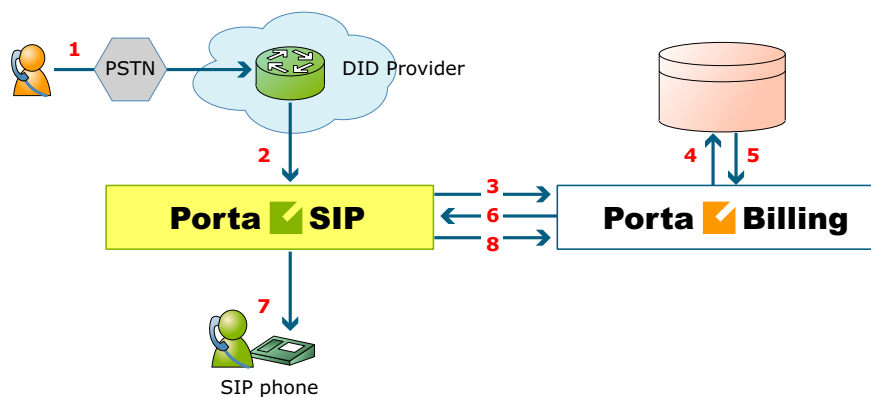 1
PSTN
DID Provider
2
4
5
3
Porta SIP
6
Porta Billing
8
7
SIP phone